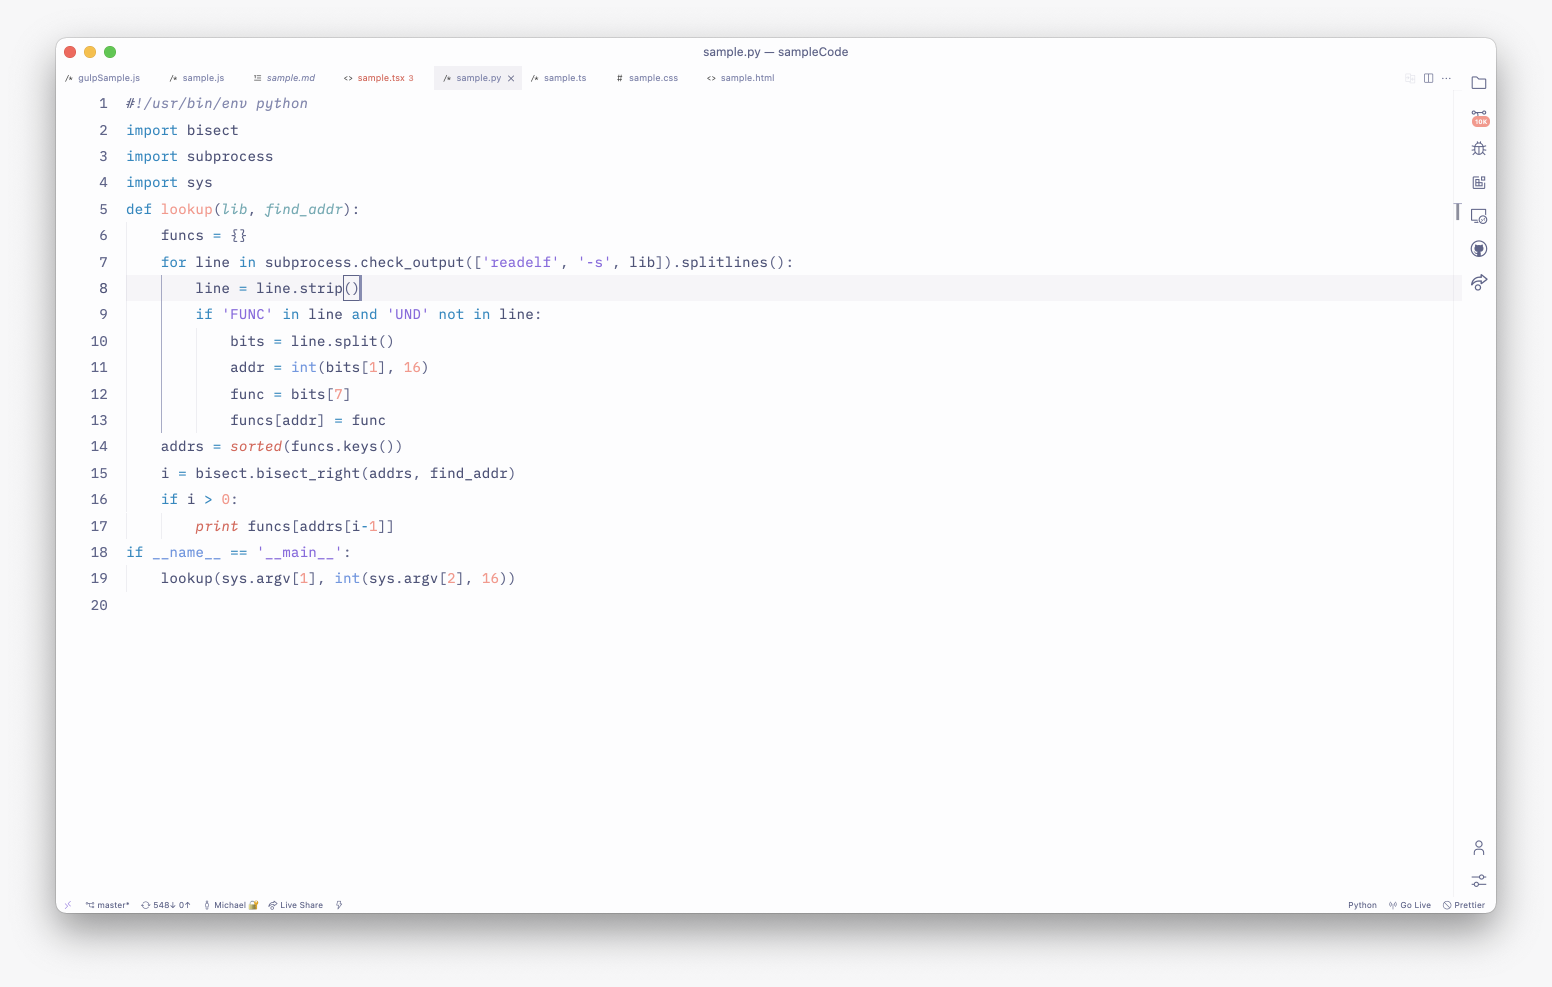 sample.py — sampleCode
gulpSample.js sample.js sample.md sample.tsx 3 sample.py sample.ts sample.css sample.html
1 #!/usr/bin/env python
2 import bisect
3 import subprocess
4 import sys
5 def lookup(lib, find_addr):
6     funcs = {}
7     for line in subprocess.check_output(['readelf', '-s', lib]).splitlines():
8         line = line.strip()
9         if 'FUNC' in line and 'UND' not in line:
10             bits = line.split()
11             addr = int(bits[1], 16)
12             func = bits[7]
13             funcs[addr] = func
14     addrs = sorted(funcs.keys())
15     i = bisect.bisect_right(addrs, find_addr)
16     if i > 0:
17         print funcs[addrs[i-1]]
18 if __name__ == '__main__':
19     lookup(sys.argv[1], int(sys.argv[2], 16))
20
10K
master* 548↓ 0↑ Michael 🔐 Live Share Python Go Live Prettier